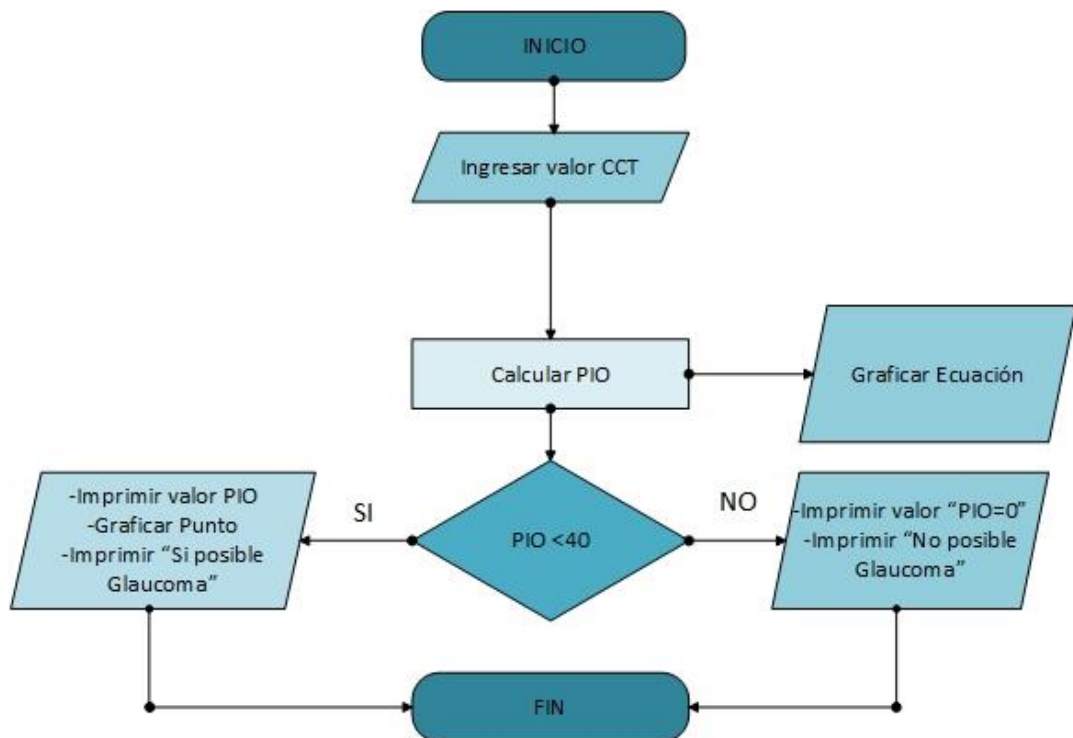 INICIO
Ingresar valor CCT
Calcular PIO
Graficar Ecuación
PIO <40
SI
-Imprimir valor PIO
-Graficar Punto
-Imprimir “Si posible
Glaucoma”
NO
-Imprimir valor “PIO=0”
-Imprimir “No posible
Glaucoma”
FIN